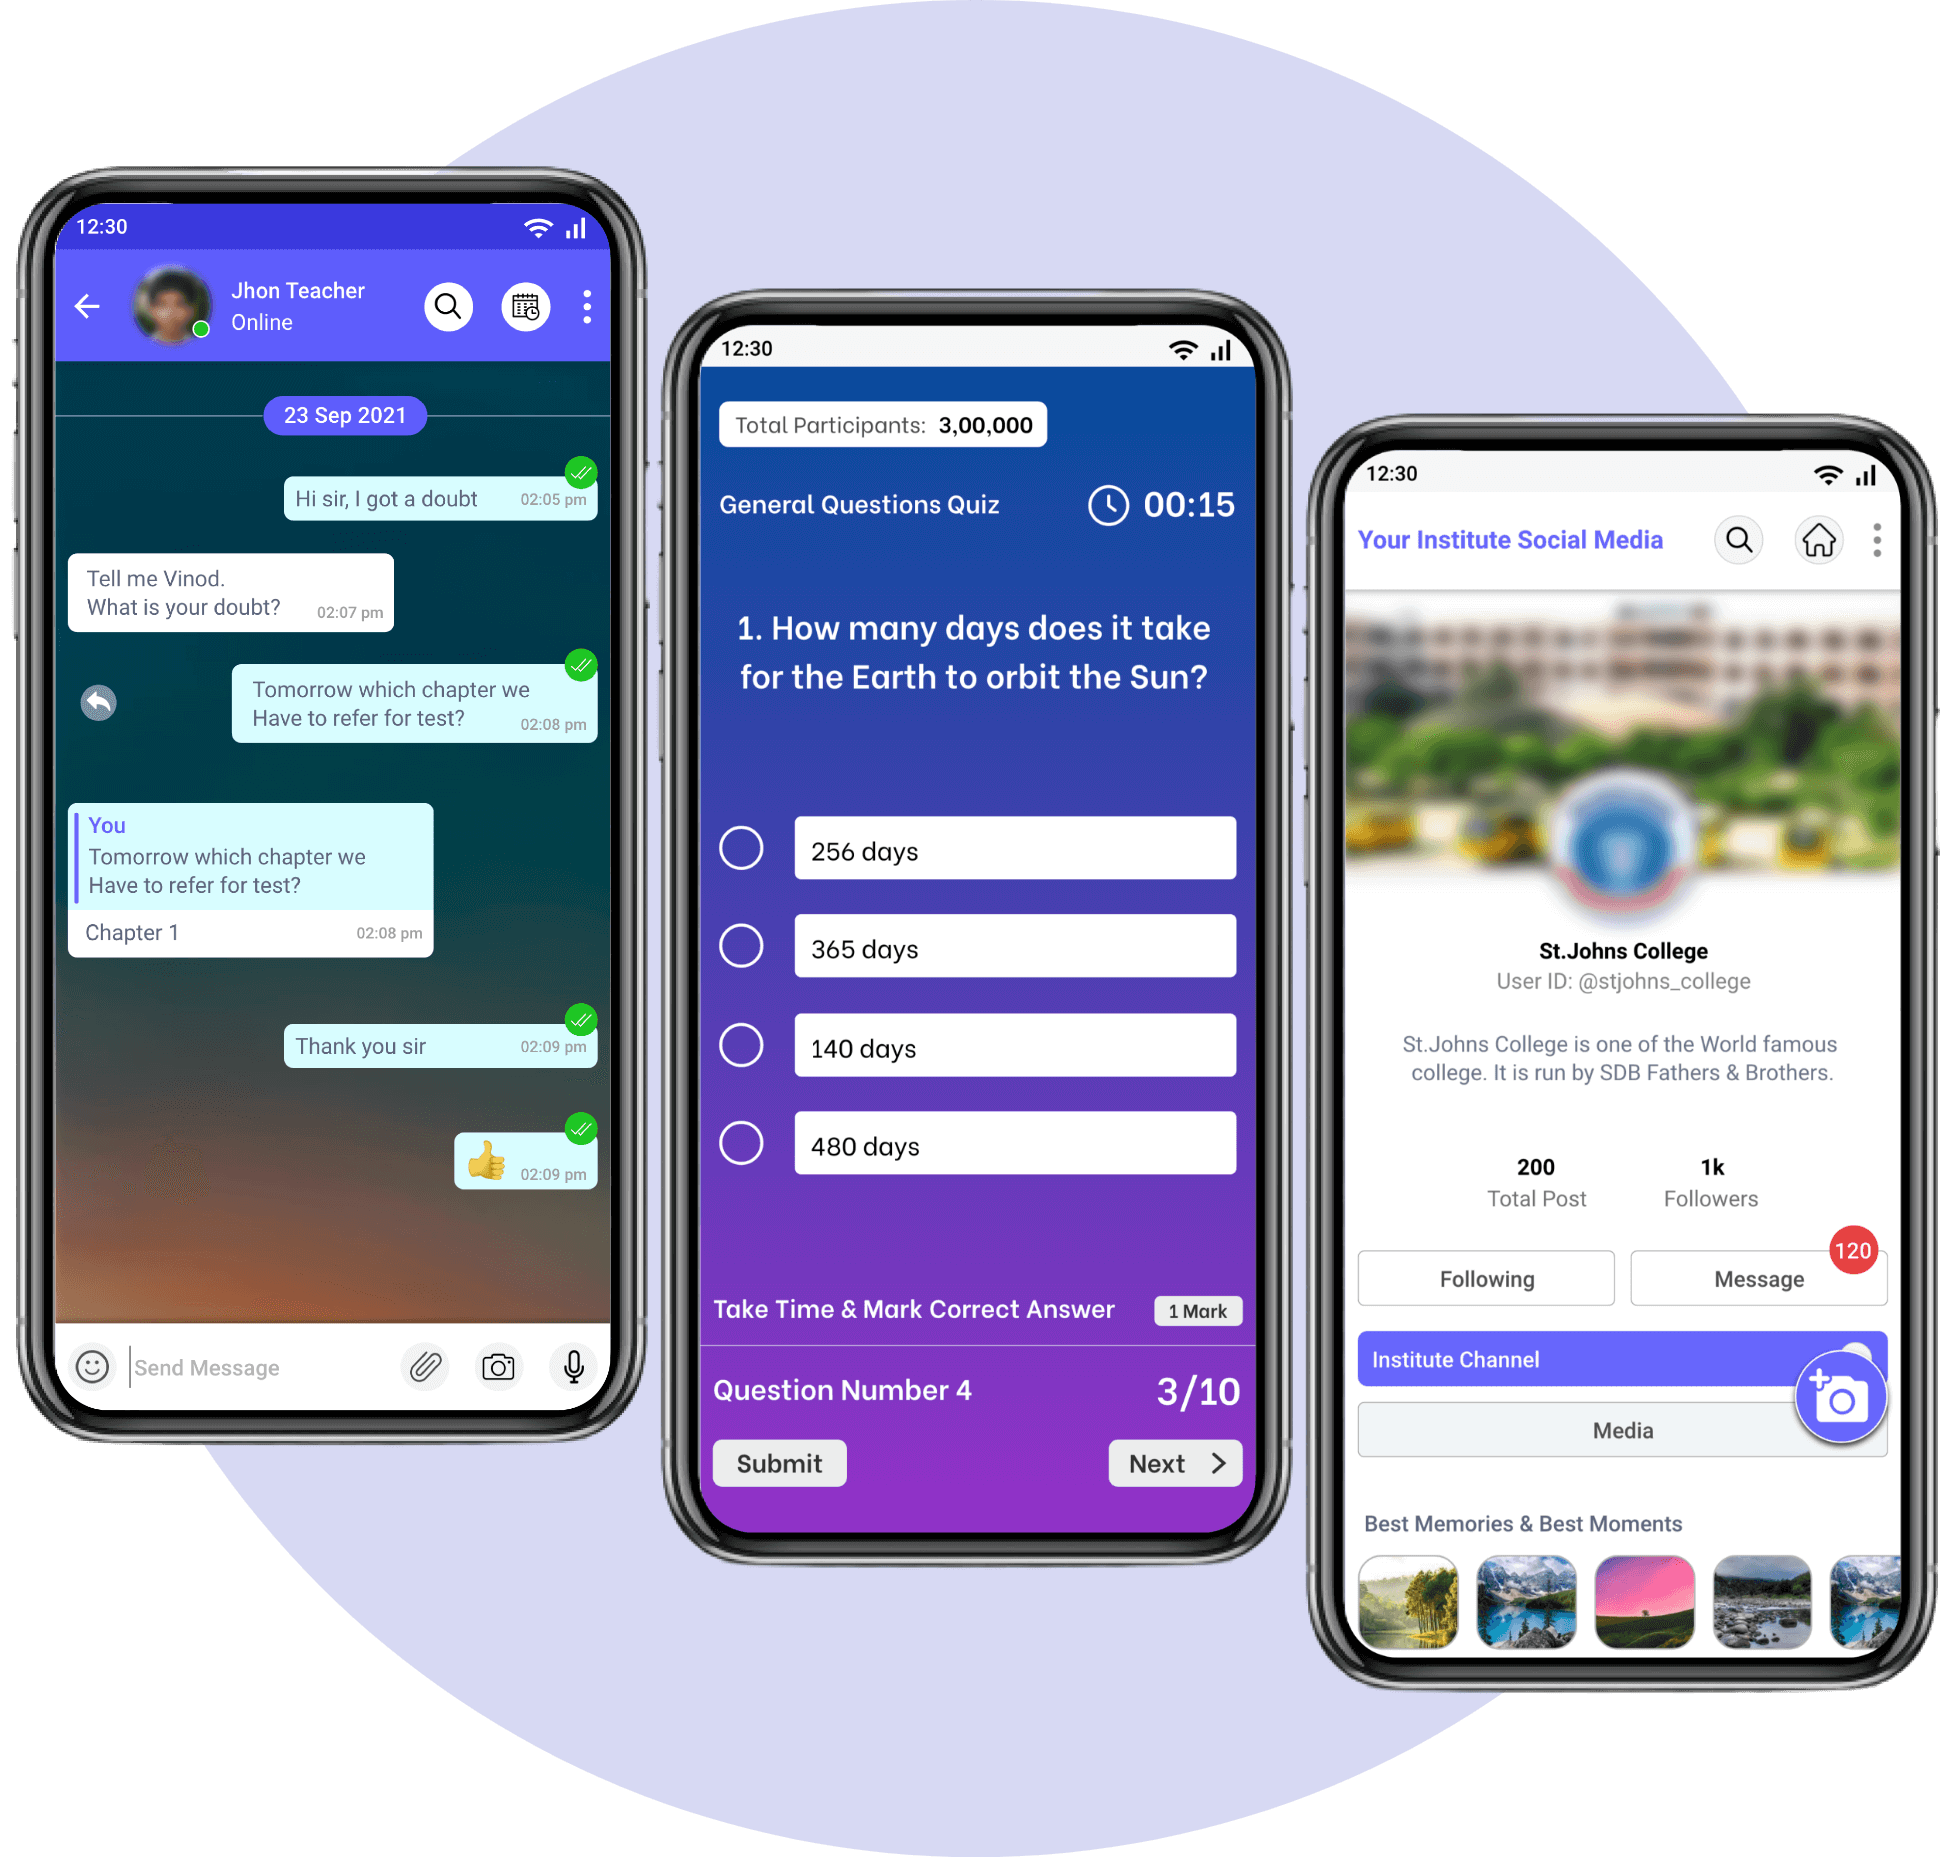 12:30
Jhon Teacher
Online
23 Sep 2021
Hi sir, I got a doubt 02:05 pm
Tell me Vinod.
What is your doubt? 02:07 pm
Tomorrow which chapter we
Have to refer for test? 02:08 pm
You
Tomorrow which chapter we
Have to refer for test?
Chapter 1 02:08 pm
Thank you sir 02:09 pm
02:09 pm
Send Message
12:30
Total Participants: 3,00,000
General Questions Quiz 00:15
1. How many days does it take
for the Earth to orbit the Sun?
256 days
365 days
140 days
480 days
Take Time & Mark Correct Answer 1 Mark
Question Number 4 3/10
Submit Next
12:30
Your Institute Social Media
St.Johns College
User ID: @stjohns_college
St.Johns College is one of the World famous
college. It is run by SDB Fathers & Brothers.
200 1k
Total Post Followers
120
Following Message
Institute Channel
Media
Best Memories & Best Moments